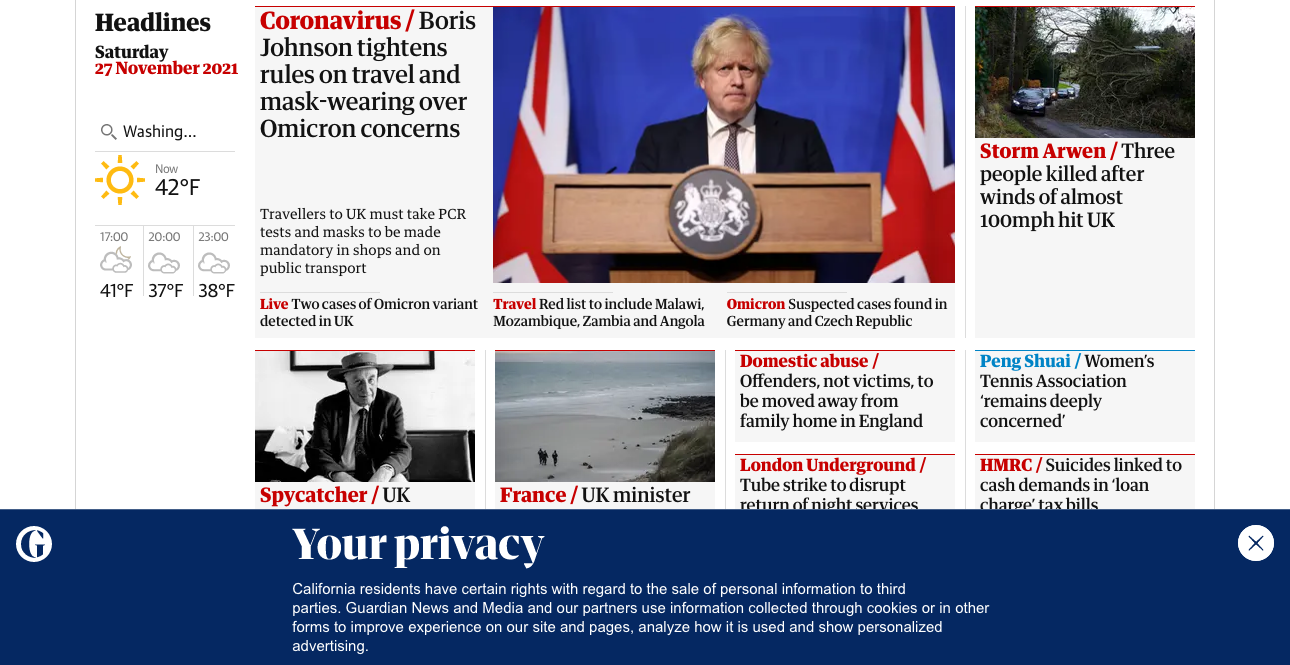 Headlines
Saturday
27 November 2021
Washing...
Now
42°F
17:00
20:00
23:00
41°F
37°F
38°F
Coronavirus / Boris
Johnson tightens
rules on travel and
mask-wearing over
Omicron concerns
Travellers to UK must take PCR
tests and masks to be made
mandatory in shops and on
public transport
Live Two cases of Omicron variant
detected in UK
Travel Red list to include Malawi,
Mozambique, Zambia and Angola
Omicron Suspected cases found in
Germany and Czech Republic
Storm Arwen / Three
people killed after
winds of almost
100mph hit UK
Spycatcher / UK
France / UK minister
Domestic abuse /
Offenders, not victims, to
be moved away from
family home in England
London Underground /
Tube strike to disrupt
return of night services
Peng Shuai / Women's
Tennis Association
'remains deeply
concerned'
HMRC / Suicides linked to
cash demands in 'loan
charge' tax bills
G
Your privacy
California residents have certain rights with regard to the sale of personal information to third
parties. Guardian News and Media and our partners use information collected through cookies or in other
forms to improve experience on our site and pages, analyze how it is used and show personalized
advertising.